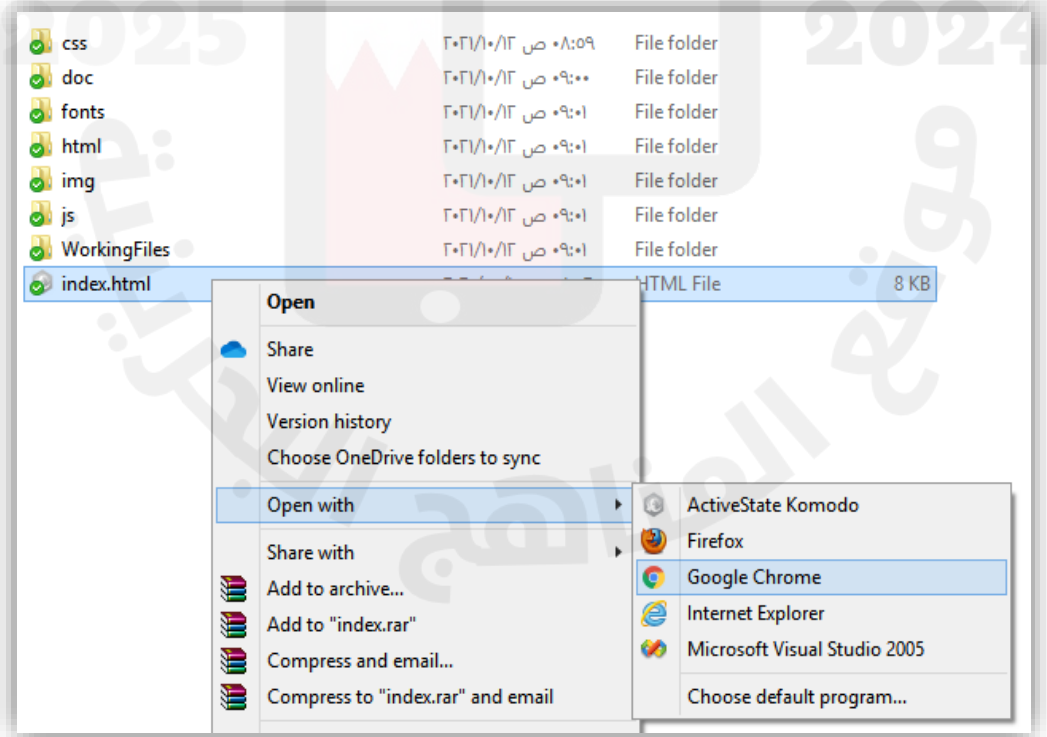 2025 2024
css ٢٠٢١/١٠/١٢ ص ٠٨:٥٩ File folder
doc ٢٠٢١/١٠/١٢ ص ٠٩:٠٠ File folder
fonts ٢٠٢١/١٠/١٢ ص ٠٩:٠١ File folder
html ٢٠٢١/١٠/١٢ ص ٠٩:٠١ File folder
img ٢٠٢١/١٠/١٢ ص ٠٩:٠١ File folder
js ٢٠٢١/١٠/١٢ ص ٠٩:٠١ File folder
WorkingFiles ٢٠٢١/١٠/١٢ ص ٠٩:٠١ File folder
index.html HTML File 8 KB
Open
Share
View online
Version history
Choose OneDrive folders to sync
Open with
Share with
Add to archive...
Add to "index.rar"
Compress and email...
Compress to "index.rar" and email
ActiveState Komodo
Firefox
Google Chrome
Internet Explorer
Microsoft Visual Studio 2005
Choose default program...
موقع المناهج البحرينية